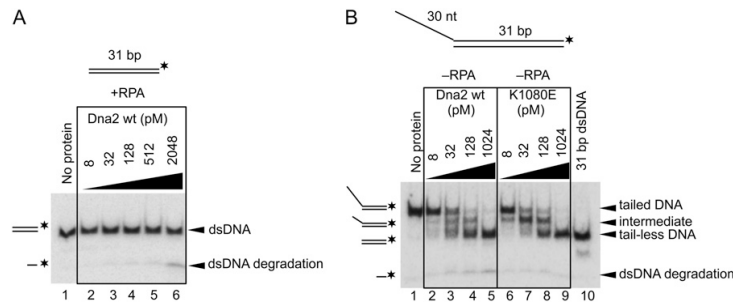 A
31 bp
+RPA
No protein
Dna2 wt (pM)
8
32
128
512
2048
dsDNA
dsDNA degradation
1 2 3 4 5 6
B
30 nt
31 bp
–RPA –RPA
No protein
Dna2 wt
(pM)
K1080E
(pM)
31 bp dsDNA
8
32
128
1024
8
32
128
1024
tailed DNA
intermediate
tail-less DNA
dsDNA degradation
1 2 3 4 5 6 7 8 9 10